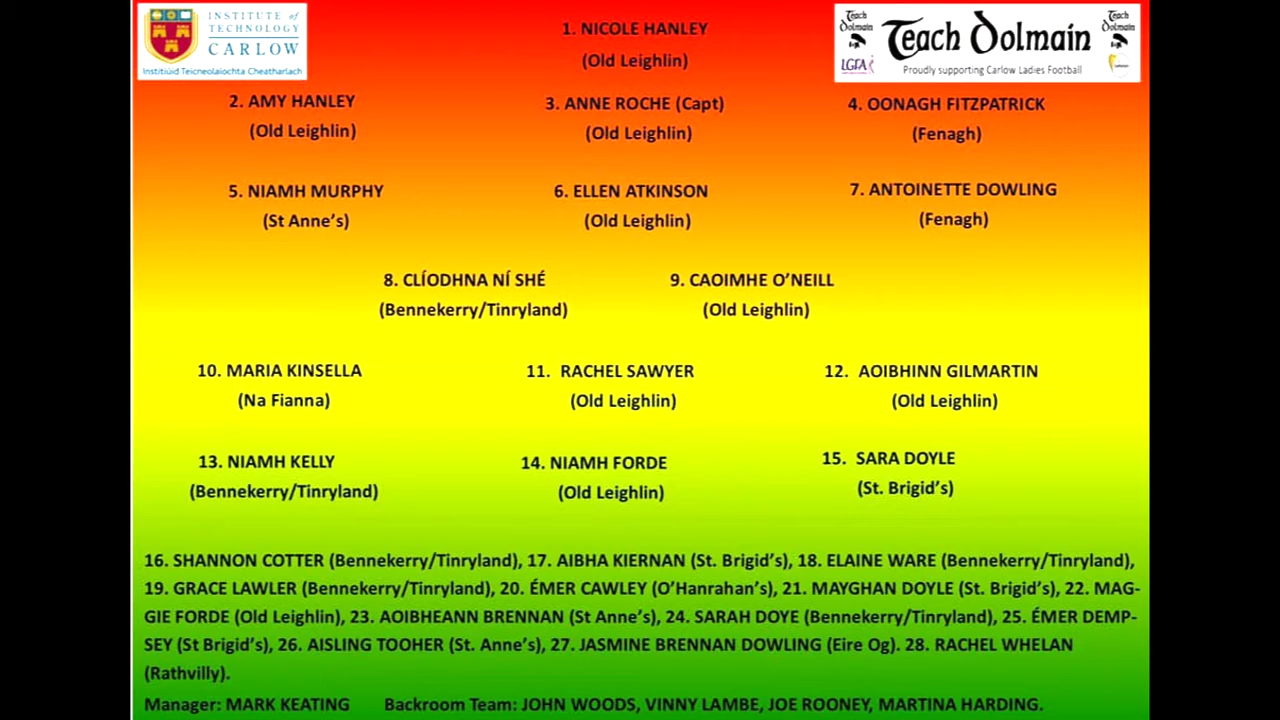 INSTITUTE of
TECHNOLOGY
CARLOW
Institiúid Teicneolaíochta Cheatharlach
Teach Dolmain
Teach Dolmain
Teach Dolmain
LGFA
Proudly supporting Carlow Ladies Football
1. NICOLE HANLEY
(Old Leighlin)
2. AMY HANLEY
(Old Leighlin)
3. ANNE ROCHE (Capt)
(Old Leighlin)
4. OONAGH FITZPATRICK
(Fenagh)
5. NIAMH MURPHY
(St Anne’s)
6. ELLEN ATKINSON
(Old Leighlin)
7. ANTOINETTE DOWLING
(Fenagh)
8. CLÍODHNA NÍ SHÉ
(Bennekerry/Tinryland)
9. CAOIMHE O’NEILL
(Old Leighlin)
10. MARIA KINSELLA
(Na Fianna)
11. RACHEL SAWYER
(Old Leighlin)
12. AOIBHINN GILMARTIN
(Old Leighlin)
13. NIAMH KELLY
(Bennekerry/Tinryland)
14. NIAMH FORDE
(Old Leighlin)
15. SARA DOYLE
(St. Brigid’s)
16. SHANNON COTTER (Bennekerry/Tinryland), 17. AIBHA KIERNAN (St. Brigid’s), 18. ELAINE WARE (Bennekerry/Tinryland),
19. GRACE LAWLER (Bennekerry/Tinryland), 20. ÉMER CAWLEY (O’Hanrahan’s), 21. MAYGHAN DOYLE (St. Brigid’s), 22. MAG-
GIE FORDE (Old Leighlin), 23. AOIBHEANN BRENNAN (St Anne’s), 24. SARAH DOYE (Bennekerry/Tinryland), 25. ÉMER DEMP-
SEY (St Brigid’s), 26. AISLING TOOHER (St. Anne’s), 27. JASMINE BRENNAN DOWLING (Eire Og). 28. RACHEL WHELAN
(Rathvilly).
Manager: MARK KEATING Backroom Team: JOHN WOODS, VINNY LAMBE, JOE ROONEY, MARTINA HARDING.